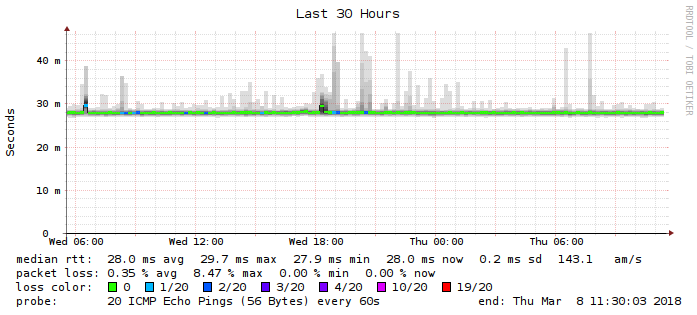 Last 30 Hours
RRDTOOL / TOBI OETIKER
Seconds
40 m
30 m
20 m
10 m
0
Wed 06:00 Wed 12:00 Wed 18:00 Thu 00:00 Thu 06:00
median rtt: 28.0 ms avg 29.7 ms max 27.9 ms min 28.0 ms now 0.2 ms sd 143.1 am/s
packet loss: 0.35 % avg 8.47 % max 0.00 % min 0.00 % now
loss color: 0 1/20 2/20 3/20 4/20 10/20 19/20
probe: 20 ICMP Echo Pings (56 Bytes) every 60s end: Thu Mar 8 11:30:03 2018